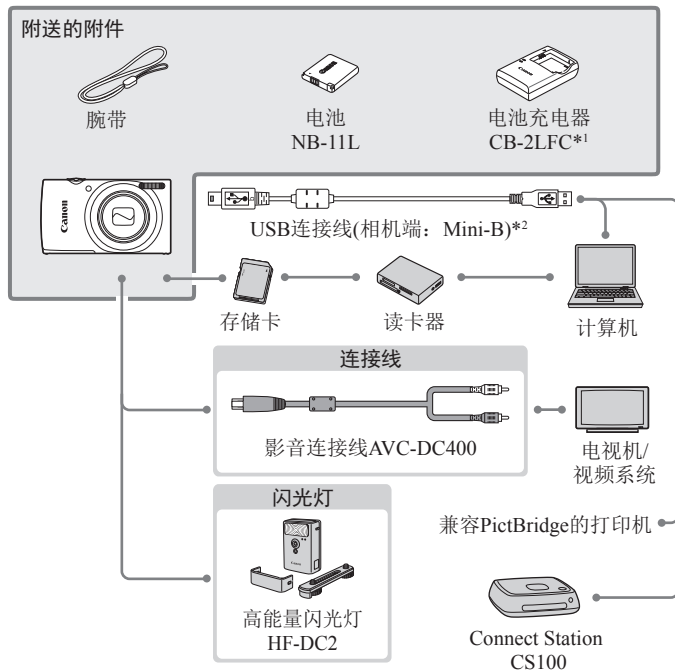 附送的附件
腕带
电池
NB-11L
电池充电器
CB-2LFC*1
Canon
USB连接线(相机端：Mini-B)*2
存储卡
读卡器
计算机
连接线
影音连接线AVC-DC400
电视机/
视频系统
闪光灯
高能量闪光灯
HF-DC2
兼容PictBridge的打印机
Connect Station
CS100